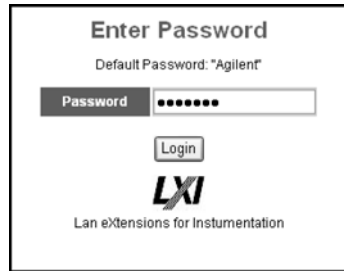 Enter Password
Default Password: "Agilent"
Password •••••••
Login
LXI
Lan eXtensions for Instumentation